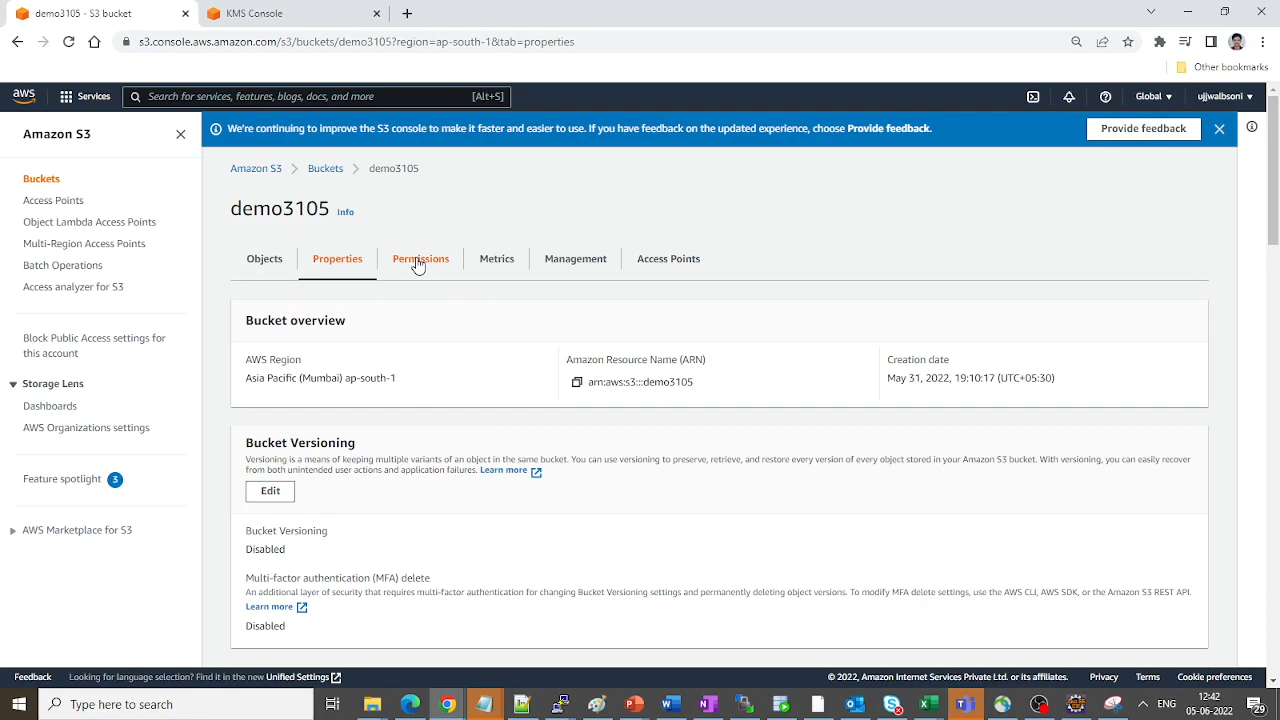 demo3105 - S3 bucket
KMS Console
s3.console.aws.amazon.com/s3/buckets/demo3105?region=ap-south-1&tab=properties
Other bookmarks
aws
Services
Search for services, features, blogs, docs, and more
[Alt+S]
Global
ujjwalbsoni
Amazon S3
We're continuing to improve the S3 console to make it faster and easier to use. If you have feedback on the updated experience, choose Provide feedback.
Provide feedback
Buckets
Access Points
Object Lambda Access Points
Multi-Region Access Points
Batch Operations
Access analyzer for S3
Block Public Access settings for
this account
Storage Lens
Dashboards
AWS Organizations settings
Feature spotlight 3
AWS Marketplace for S3
Amazon S3 > Buckets > demo3105
demo3105 Info
Objects
Properties
Permissions
Metrics
Management
Access Points
Bucket overview
AWS Region
Asia Pacific (Mumbai) ap-south-1
Amazon Resource Name (ARN)
arn:aws:s3:::demo3105
Creation date
May 31, 2022, 19:10:17 (UTC+05:30)
Bucket Versioning
Versioning is a means of keeping multiple variants of an object in the same bucket. You can use versioning to preserve, retrieve, and restore every version of every object stored in your Amazon S3 bucket. With versioning, you can easily recover
from both unintended user actions and application failures. Learn more
Edit
Bucket Versioning
Disabled
Multi-factor authentication (MFA) delete
An additional layer of security that requires multi-factor authentication for changing Bucket Versioning settings and permanently deleting object versions. To modify MFA delete settings, use the AWS CLI, AWS SDK, or the Amazon S3 REST API.
Learn more
Disabled
Feedback
Looking for language selection? Find it in the new Unified Settings
© 2022, Amazon Internet Services Private Ltd. or its affiliates.
Privacy
Terms
Cookie preferences
Type here to search
ENG
12:42
05-06-2022
29